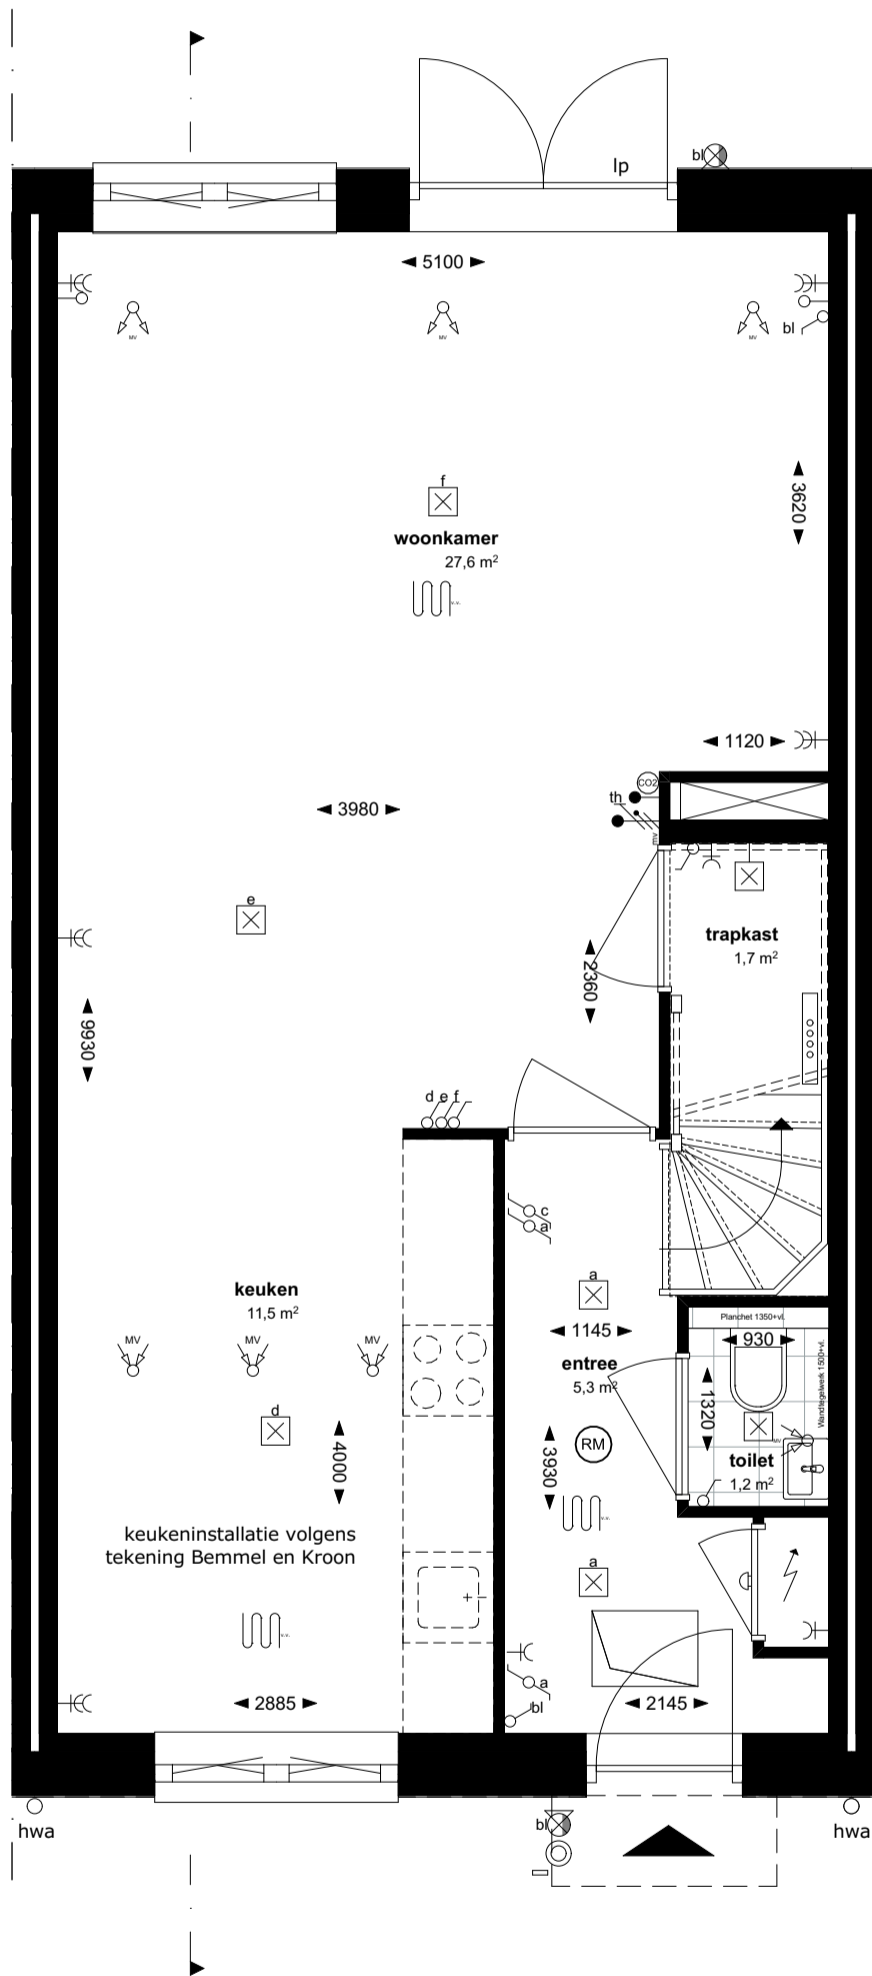 lp
bl
5100
MV
MV
MV
bl
f
woonkamer
27,6 m²
v.v.
3620
1120
CO2
th
mv
3980
e
trapkast
1,7 m²
2360
9930
d e f
c
a
a
keuken
11,5 m²
Planchet 1350+vl.
930
Wandtegelwerk 1500+vl.
1145
MV
MV
MV
entree
5,3 m²
1320
d
RM
MV
4000
3930
toilet
1,2 m²
keukeninstallatie volgens
tekening Bemmel en Kroon
v.v.
a
v.v.
a
bl
2885
2145
hwa
bl
hwa